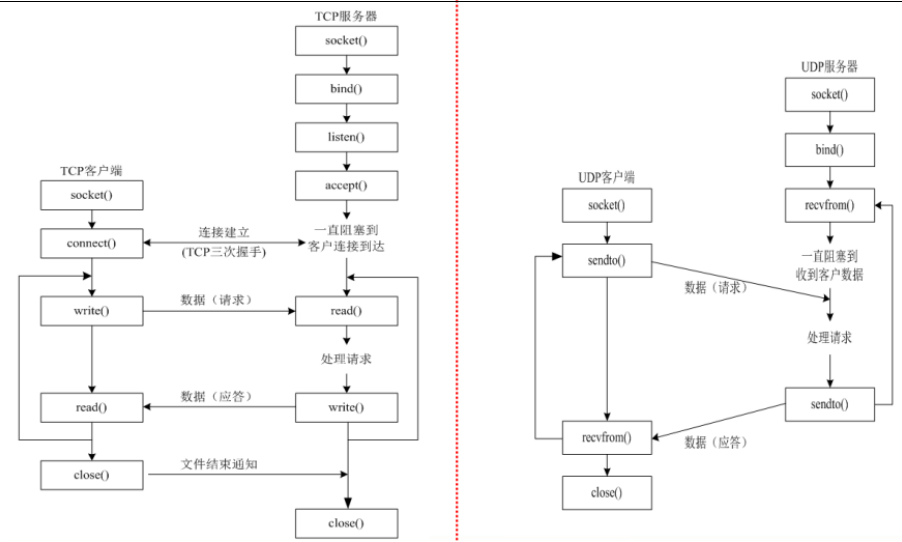 TCP服务器
socket()
bind()
listen()
accept()
一直阻塞到
客户连接到达
read()
处理请求
write()
close()
TCP客户端
socket()
connect()
write()
read()
close()
连接建立
(TCP三次握手)
数据（请求）
数据（应答）
文件结束通知
UDP服务器
socket()
bind()
recvfrom()
一直阻塞到
收到客户数据
处理请求
sendto()
UDP客户端
socket()
sendto()
recvfrom()
close()
数据（请求）
数据（应答）